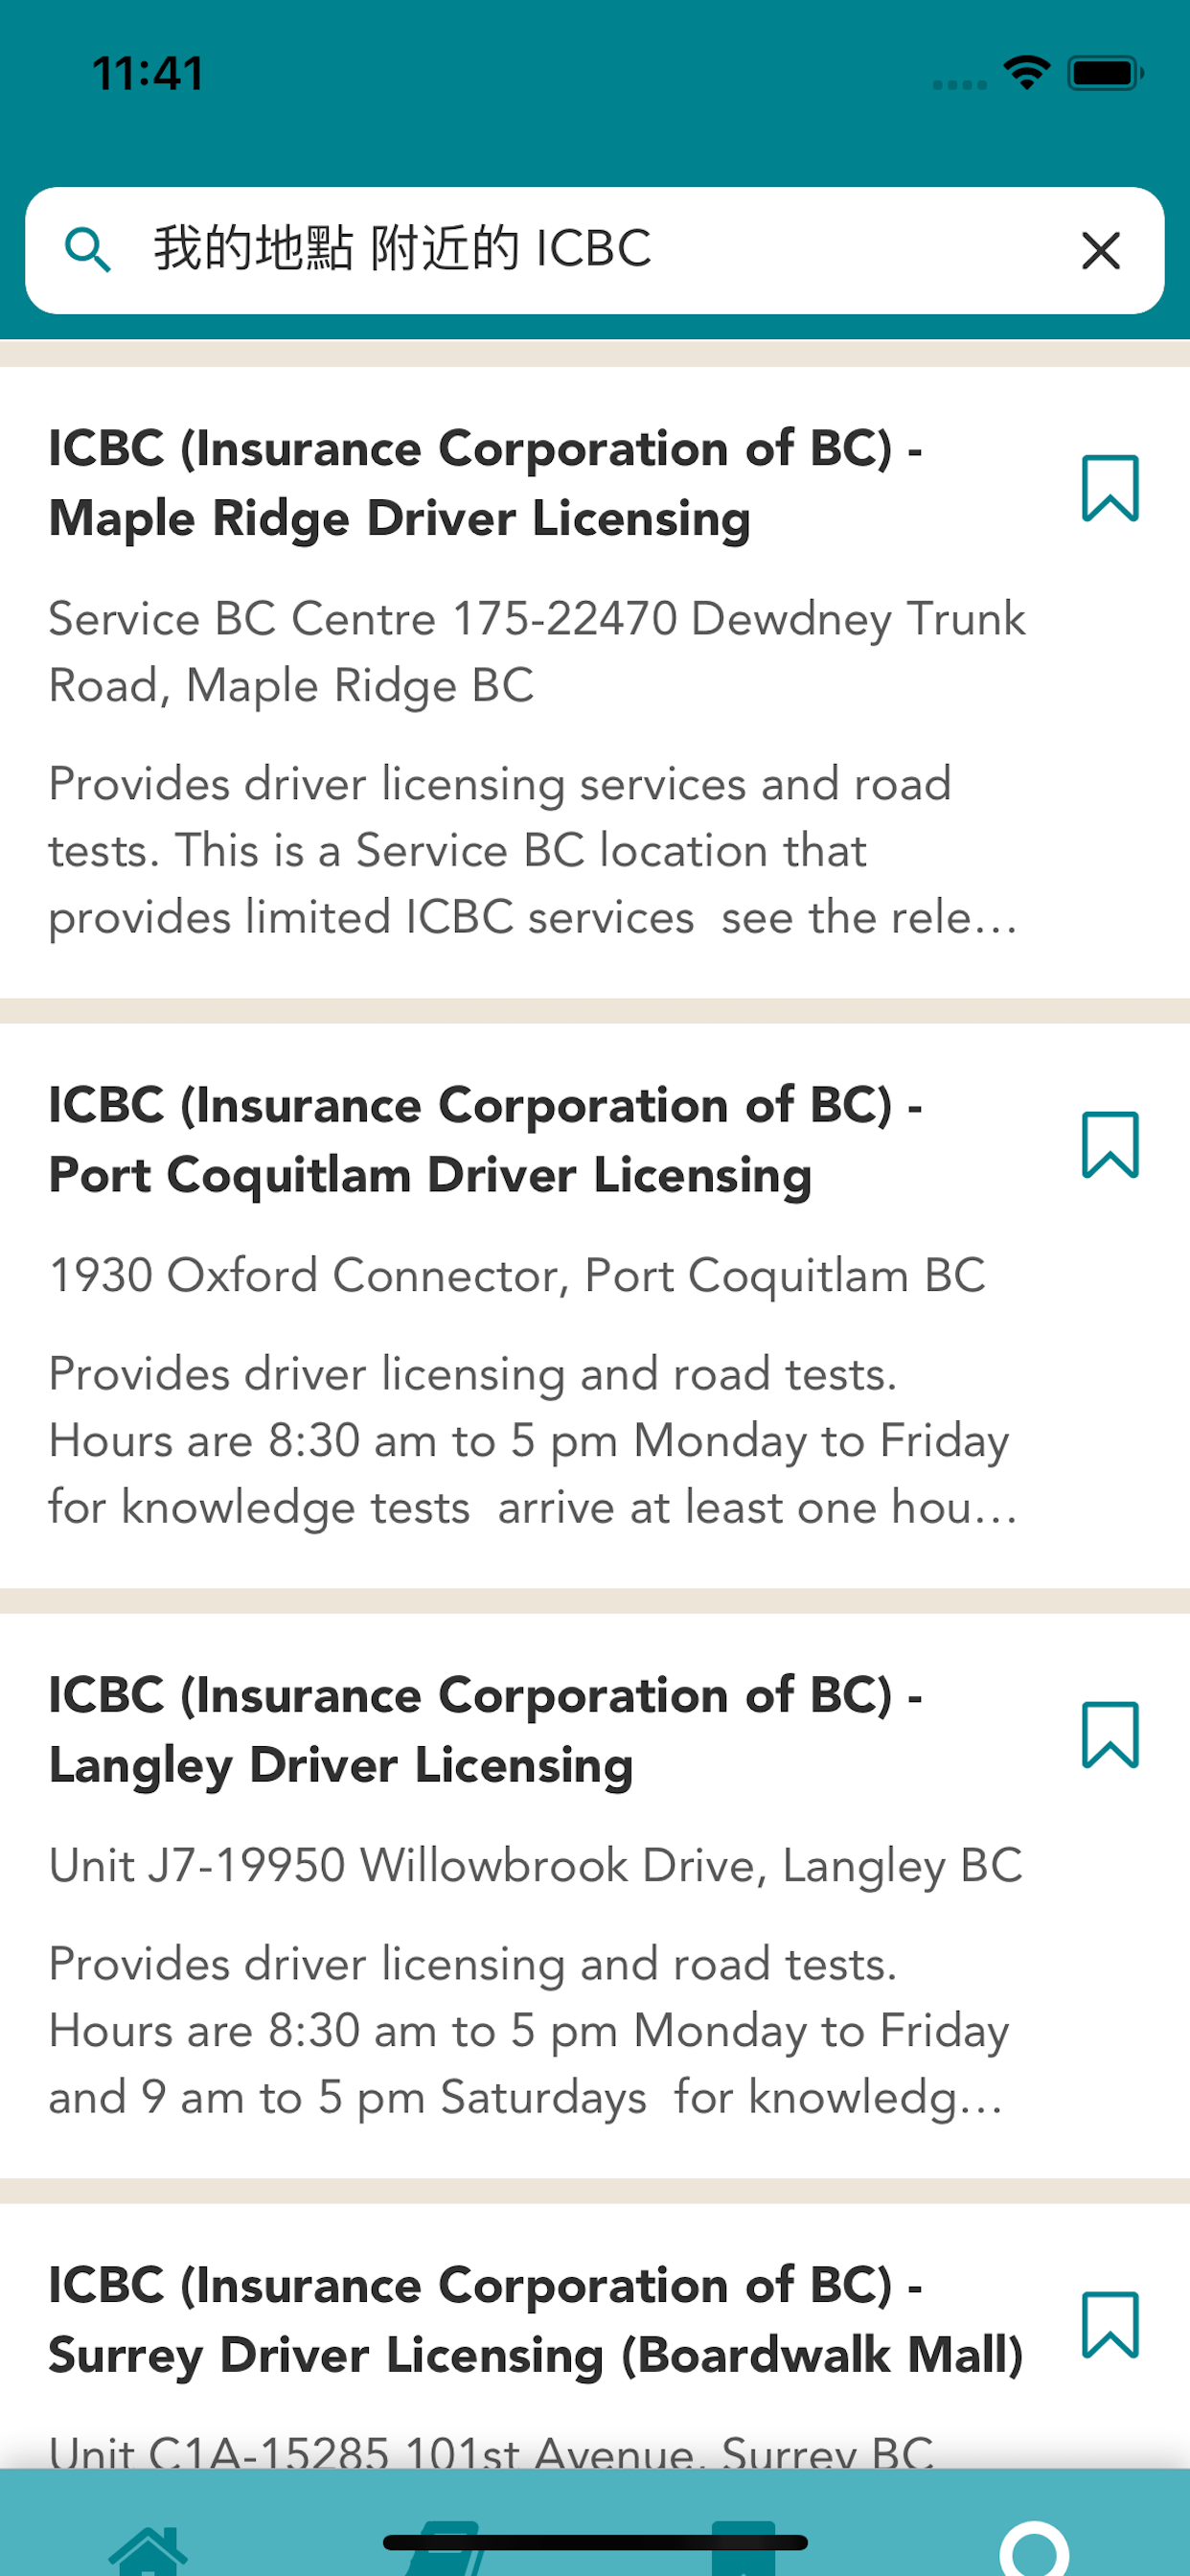 11:41
我的地點 附近的 ICBC
ICBC (Insurance Corporation of BC) -
Maple Ridge Driver Licensing
Service BC Centre 175-22470 Dewdney Trunk
Road, Maple Ridge BC
Provides driver licensing services and road
tests. This is a Service BC location that
provides limited ICBC services  see the rele...
ICBC (Insurance Corporation of BC) -
Port Coquitlam Driver Licensing
1930 Oxford Connector, Port Coquitlam BC
Provides driver licensing and road tests.
Hours are 8:30 am to 5 pm Monday to Friday
for knowledge tests  arrive at least one hou...
ICBC (Insurance Corporation of BC) -
Langley Driver Licensing
Unit J7-19950 Willowbrook Drive, Langley BC
Provides driver licensing and road tests.
Hours are 8:30 am to 5 pm Monday to Friday
and 9 am to 5 pm Saturdays  for knowledg...
ICBC (Insurance Corporation of BC) -
Surrey Driver Licensing (Boardwalk Mall)
Unit C1A-15285 101st Avenue, Surrey BC